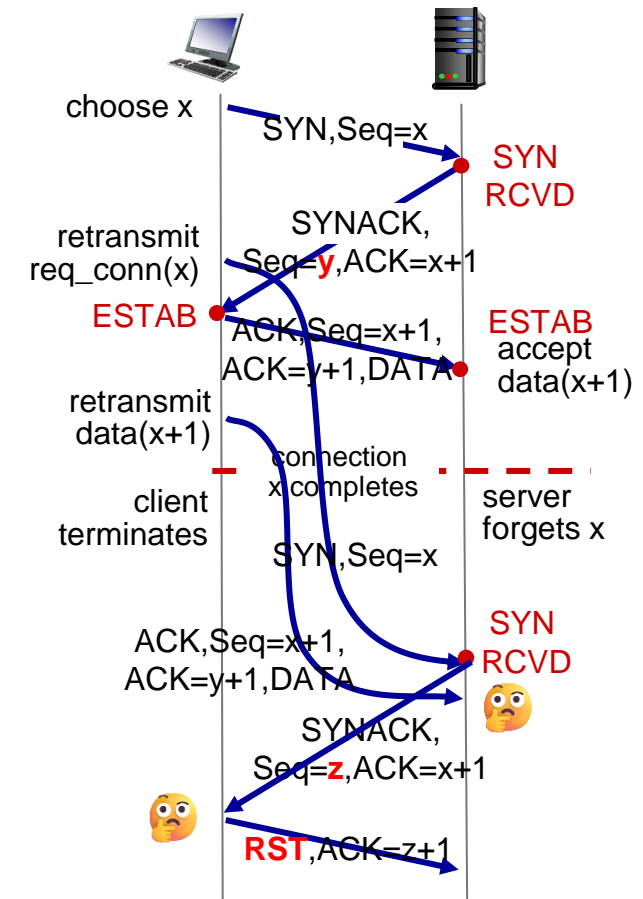 choose x
SYN,Seq=x
SYN
RCVD
SYNACK,
Seq=y,ACK=x+1
retransmit
req_conn(x)
ESTAB
ACK,Seq=x+1,
ACK=y+1,DATA
ESTAB
accept
data(x+1)
retransmit
data(x+1)
connection
x completes
client
terminates
server
forgets x
SYN,Seq=x
SYN
RCVD
ACK,Seq=x+1,
ACK=y+1,DATA
SYNACK,
Seq=z,ACK=x+1
RST,ACK=z+1